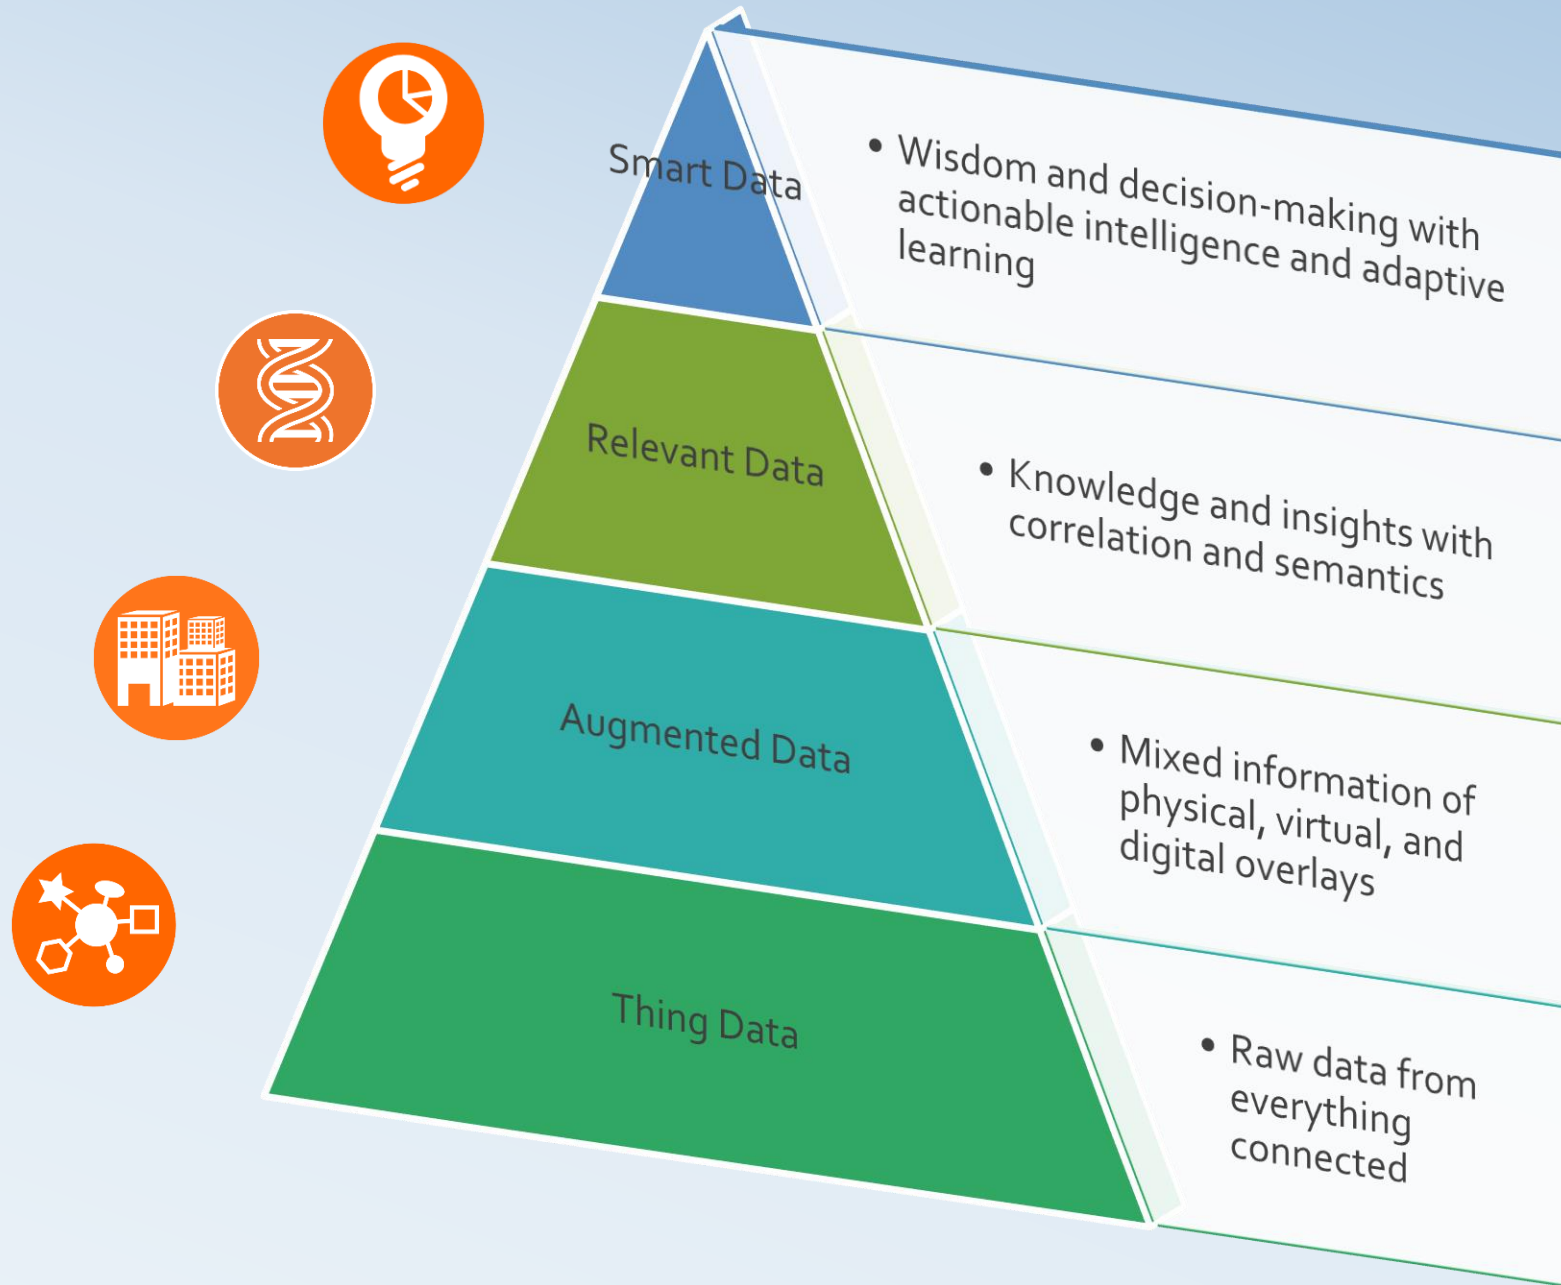 Smart Data
• Wisdom and decision-making with
actionable intelligence and adaptive
learning
Relevant Data
• Knowledge and insights with
correlation and semantics
Augmented Data
• Mixed information of
physical, virtual, and
digital overlays
Thing Data
• Raw data from
everything
connected